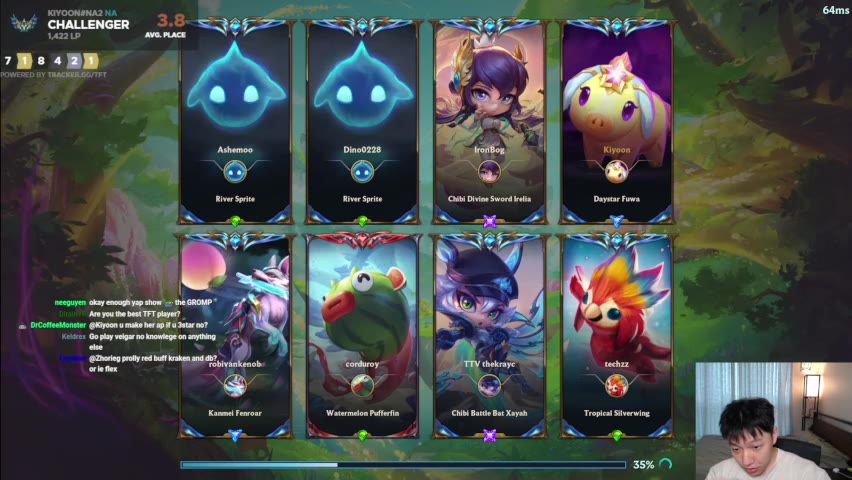 KIYOON#NA2 NA
CHALLENGER
1,422 LP
3.8
AVG. PLACE
7 1 8 4 2 1
POWERED BY TRACKER.GG/TFT
64ms
Ashemoo
River Sprite
Dino0228
River Sprite
IronBog
Chibi Divine Sword Irelia
Kiyoon
Daystar Fuwa
neeguyen okay enough yap show the GROMP
Are you the best TFT player?
DrCoffeeMonster @Kiyoon u make her ap if u 3star no?
Keldrex Go play veigar no knowlege on anything
else
@Zhorieg prolly red buff kraken and db?
or ie flex
robivankenob
Kanmei Fenroar
corduroy
Watermelon Pufferfin
TTV thekrayc
Chibi Battle Bat Xayah
techzz
Tropical Silverwing
35%